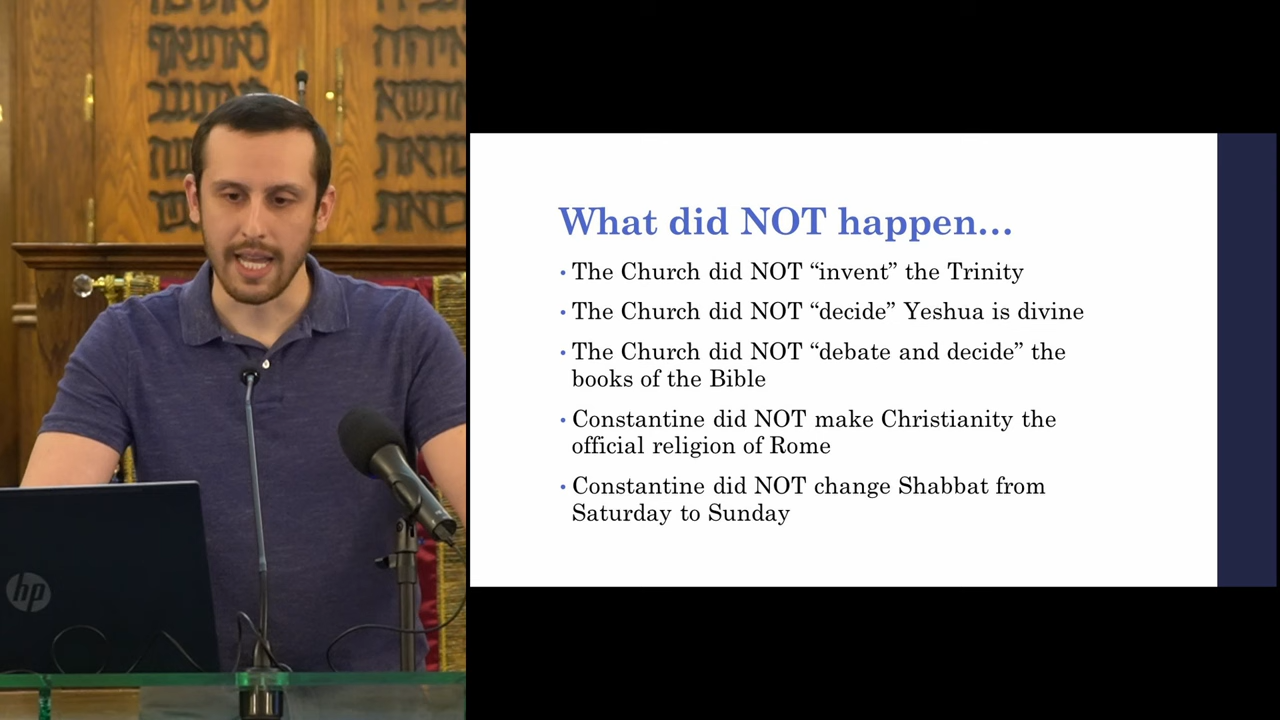 What did NOT happen...
• The Church did NOT “invent” the Trinity
• The Church did NOT “decide” Yeshua is divine
• The Church did NOT “debate and decide” the
books of the Bible
• Constantine did NOT make Christianity the
official religion of Rome
• Constantine did NOT change Shabbat from
Saturday to Sunday
hp